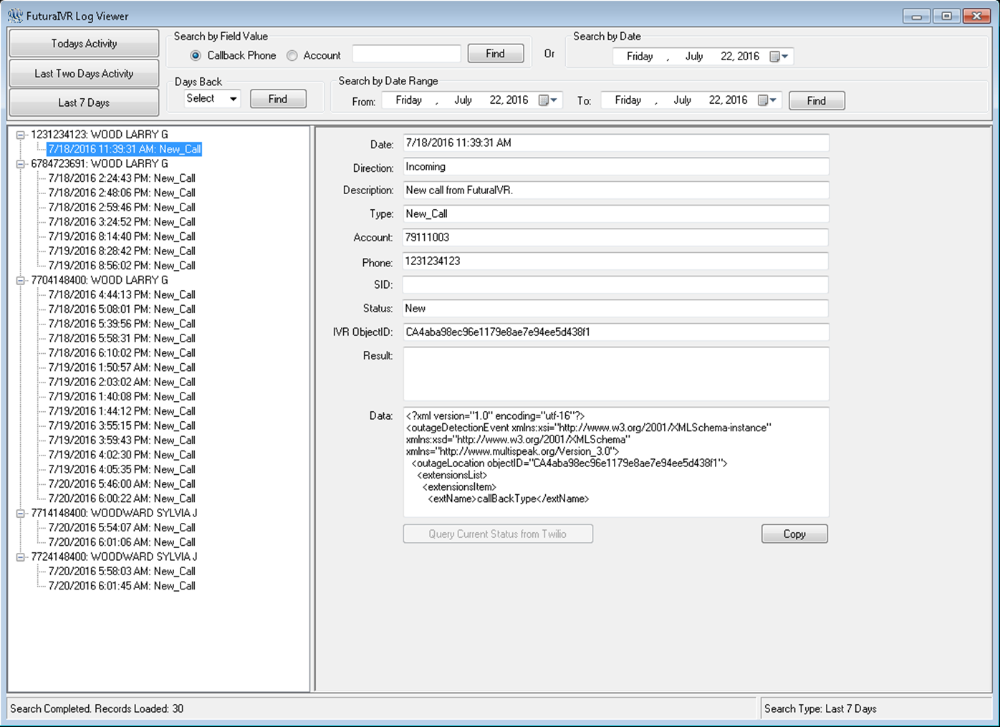 FuturaIVR Log Viewer
Todays Activity
Last Two Days Activity
Last 7 Days
Search by Field Value
Callback Phone Account Find
Or
Search by Date
Friday , July 22, 2016
Days Back
Select Find
Search by Date Range
From: Friday , July 22, 2016 To: Friday , July 22, 2016 Find
1231234123: WOOD LARRY G
7/18/2016 11:39:31 AM: New_Call
6784723691: WOOD LARRY G
7/18/2016 2:24:43 PM: New_Call
7/18/2016 2:48:06 PM: New_Call
7/18/2016 2:59:46 PM: New_Call
7/18/2016 3:24:52 PM: New_Call
7/19/2016 8:14:40 PM: New_Call
7/19/2016 8:28:42 PM: New_Call
7/19/2016 8:56:02 PM: New_Call
7704148400: WOOD LARRY G
7/18/2016 4:44:13 PM: New_Call
7/18/2016 5:08:01 PM: New_Call
7/18/2016 5:39:56 PM: New_Call
7/18/2016 5:58:31 PM: New_Call
7/18/2016 6:10:02 PM: New_Call
7/19/2016 1:50:57 AM: New_Call
7/19/2016 2:03:02 AM: New_Call
7/19/2016 1:40:08 PM: New_Call
7/19/2016 1:44:12 PM: New_Call
7/19/2016 3:55:15 PM: New_Call
7/19/2016 3:59:43 PM: New_Call
7/19/2016 4:02:30 PM: New_Call
7/19/2016 4:05:35 PM: New_Call
7/20/2016 5:46:00 AM: New_Call
7/20/2016 6:00:22 AM: New_Call
7714148400: WOODWARD SYLVIA J
7/20/2016 5:54:07 AM: New_Call
7/20/2016 6:01:06 AM: New_Call
7724148400: WOODWARD SYLVIA J
7/20/2016 5:58:03 AM: New_Call
7/20/2016 6:01:45 AM: New_Call
Date: 7/18/2016 11:39:31 AM
Direction: Incoming
Description: New call from FuturaIVR.
Type: New_Call
Account: 79111003
Phone: 1231234123
SID:
Status: New
IVR ObjectID: CA4aba98ec96e1179e8ae7e94ee5d438f1
Result:
Data: <?xml version="1.0" encoding="utf-16"?>
<outageDetectionEvent xmlns:xsi="http://www.w3.org/2001/XMLSchema-instance"
xmlns:xsd="http://www.w3.org/2001/XMLSchema"
xmlns="http://www.multispeak.org/Version_3.0">
<outageLocation objectID="CA4aba98ec96e1179e8ae7e94ee5d438f1">
<extensionsList>
<extensionsItem>
<extName>callBackType</extName>
Query Current Status from Twilio Copy
Search Completed. Records Loaded: 30
Search Type: Last 7 Days